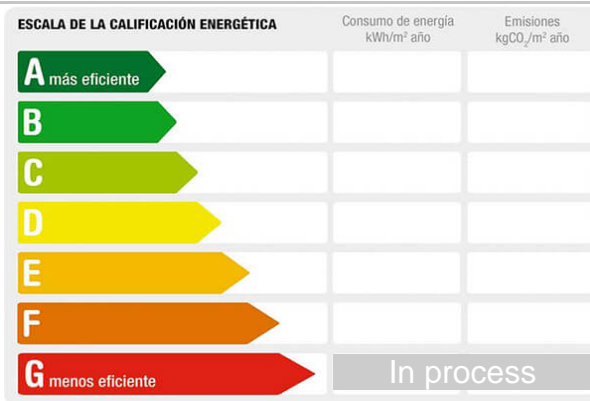 ESCALA DE LA CALIFICACIÓN ENERGÉTICA
Consumo de energía
kWh/m² año
Emisiones
kgCO₂/m² año
A más eficiente
B
C
D
E
F
G menos eficiente
In process